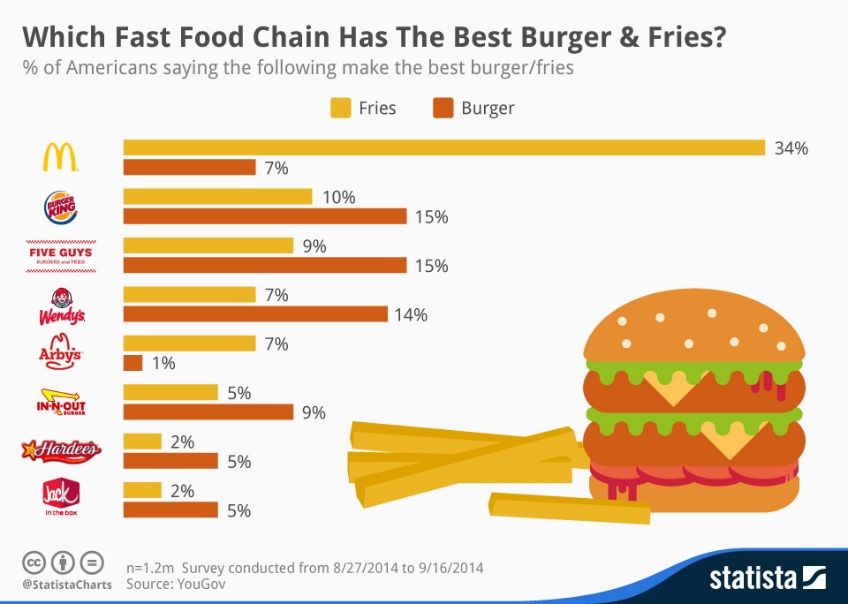 Which Fast Food Chain Has The Best Burger & Fries?
% of Americans saying the following make the best burger/fries
Fries Burger
34%
7%
BURGER KING
10%
15%
FIVE GUYS
BURGERS and FRIES
9%
15%
Wendy's
7%
14%
Arby's
7%
1%
IN-N-OUT
BURGER
5%
9%
Hardee's
2%
5%
Jack
in the box
2%
5%
cc
@StatistaCharts
n=1.2m Survey conducted from 8/27/2014 to 9/16/2014
Source: YouGov
statista